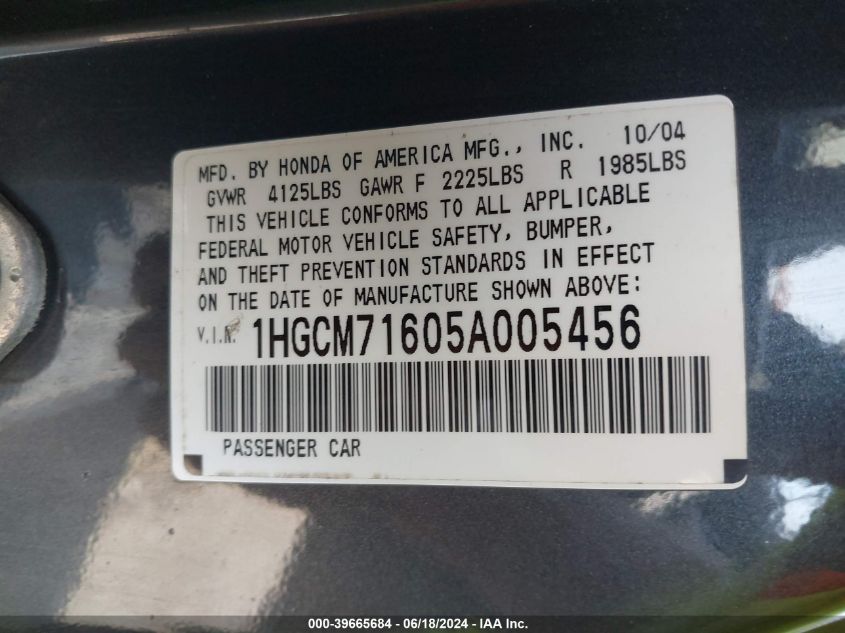 MFD. BY HONDA OF AMERICA MFG., INC. 10/04
GVWR 4125LBS GAWR F 2225LBS R 1985LBS
THIS VEHICLE CONFORMS TO ALL APPLICABLE
FEDERAL MOTOR VEHICLE SAFETY, BUMPER,
AND THEFT PREVENTION STANDARDS IN EFFECT
ON THE DATE OF MANUFACTURE SHOWN ABOVE:
V.I.N. 1HGCM71605A005456
PASSENGER CAR
000-39665684 - 06/18/2024 - IAA Inc.